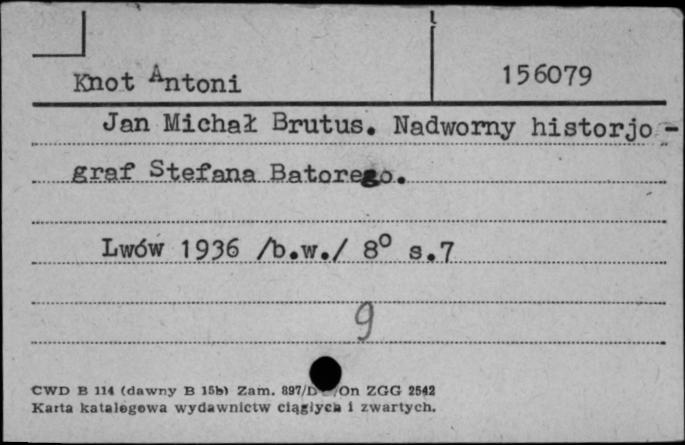 Knot Antoni 156079
Jan Michał Brutus. Nadworny historjo-
graf Stefana Batorego.
Lwów 1936 /b.w./ 8° s.7
9
CWD B 114 (dawny B 15b) Zam. 897/D /On ZGG 2542
Karta katalogowa wydawnictw ciągłych i zwartych.